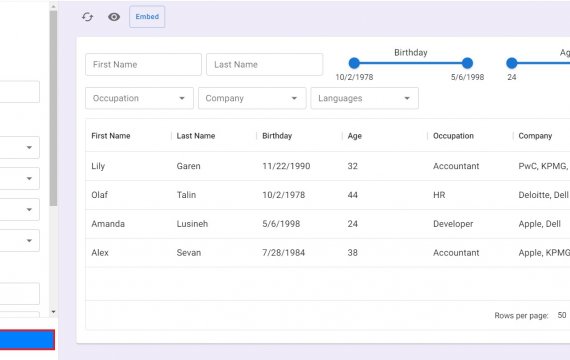 Embed
First Name Last Name Birthday Ag
10/2/1978 5/6/1998 24
Occupation Company Languages
First Name Last Name Birthday Age Occupation Company
Lily Garen 11/22/1990 32 Accountant PwC, KPMG,
Olaf Talin 10/2/1978 44 HR Deloitte, Dell
Amanda Lusineh 5/6/1998 24 Developer Apple, Dell
Alex Sevan 7/28/1984 38 Accountant Apple, KPMG
Rows per page: 50